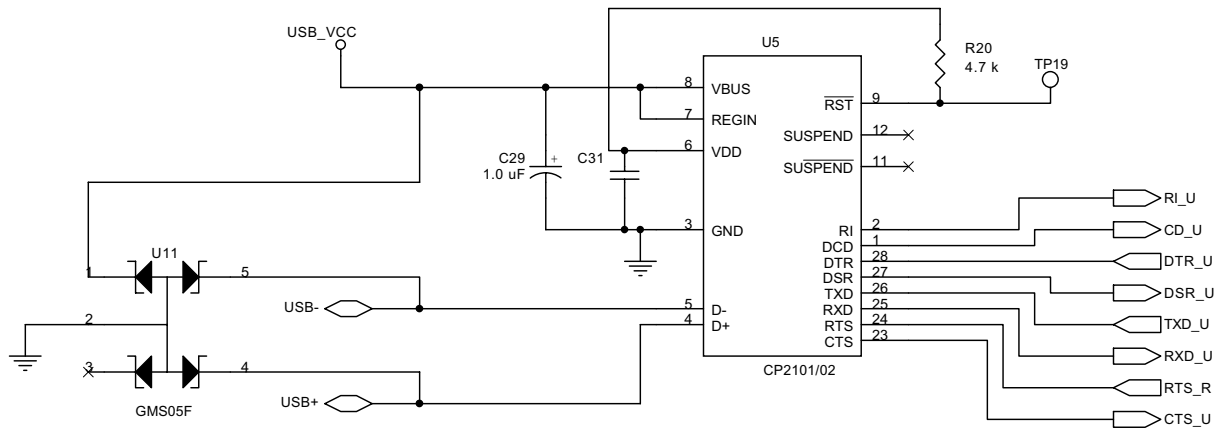 USB_VCC
U5
R20
4.7 k
TP19
8
VBUS
RST
9
7
REGIN
6
VDD
SUSPEND
12
C29
1.0 uF
+
C31
SUSPEND
11
3
GND
RI
2
RI_U
DCD
1
CD_U
U11
DTR
28
DTR_U
1
5
DSR
27
DSR_U
TXD
26
TXD_U
USB-
5
D-
RXD
25
RXD_U
2
4
D+
RTS
24
RTS_R
CTS
23
CTS_U
3
4
CP2101/02
USB+
GMS05F